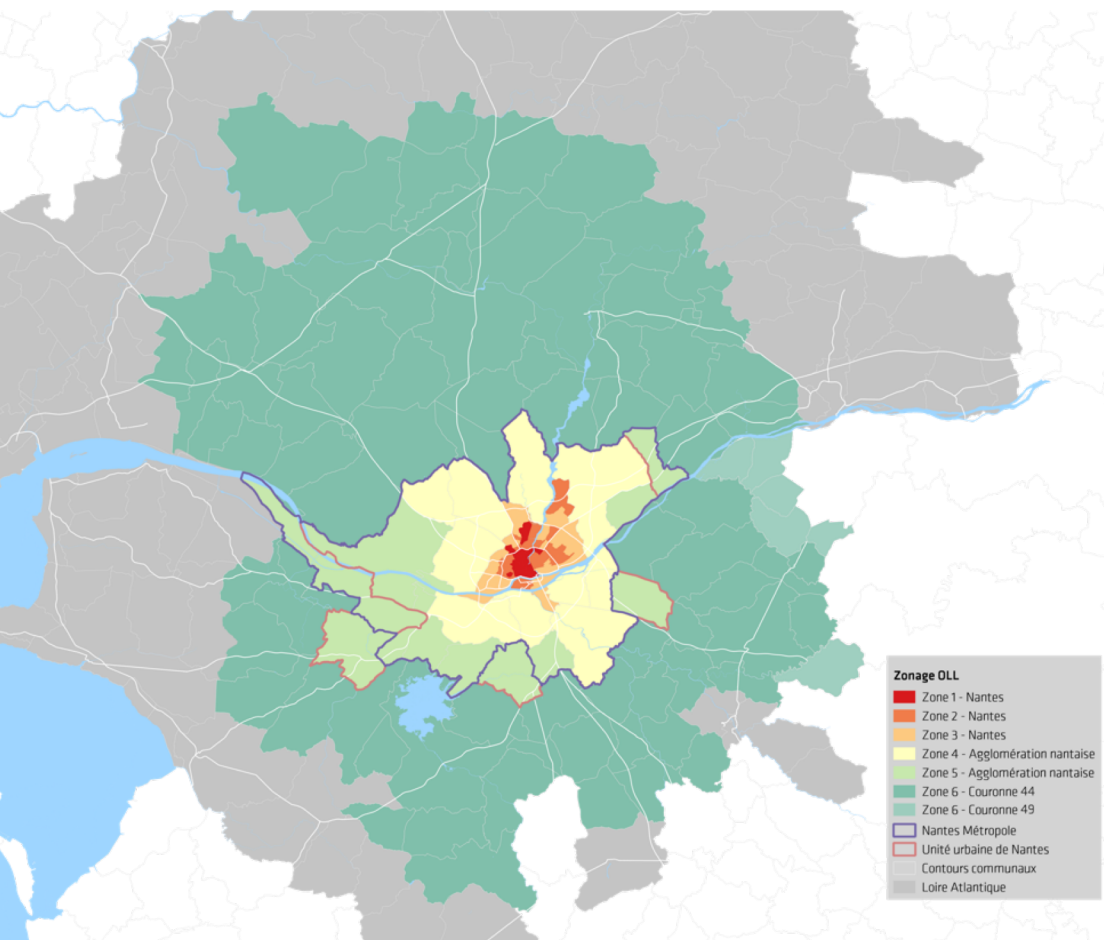 Zonage OLL
Zone 1 - Nantes
Zone 2 - Nantes
Zone 3 - Nantes
Zone 4 - Agglomération nantaise
Zone 5 - Agglomération nantaise
Zone 6 - Couronne 44
Zone 6 - Couronne 49
Nantes Métropole
Unité urbaine de Nantes
Contours communaux
Loire Atlantique